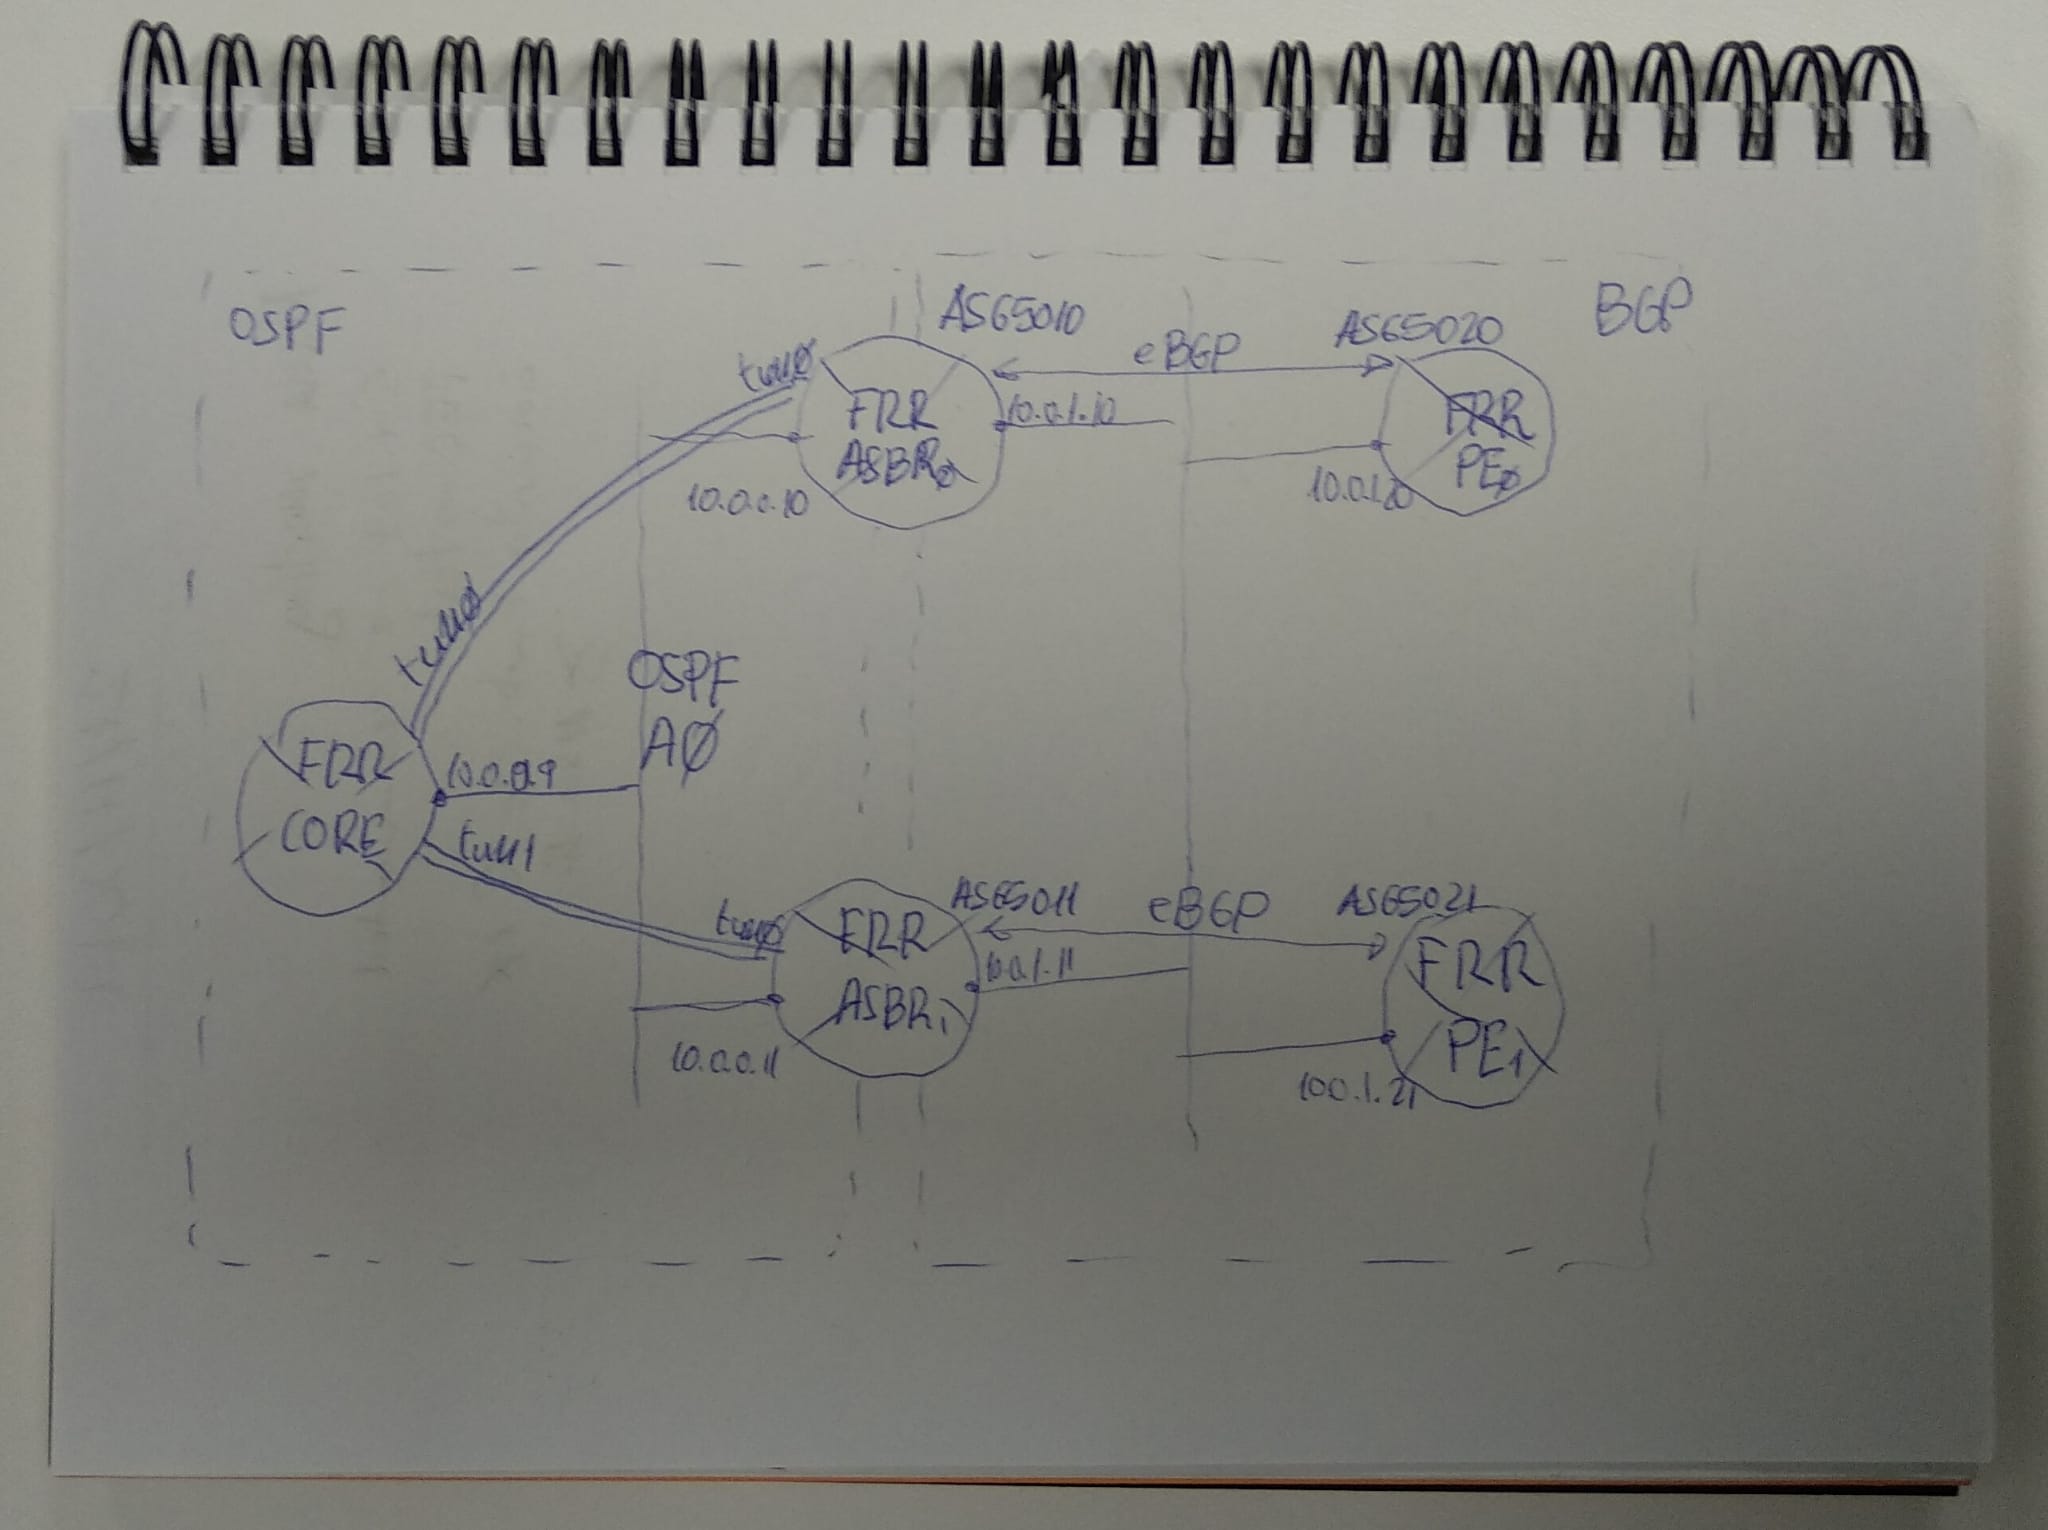 OSPF
BGP
AS65010
eBGP
AS65020
tun0
FRR
ASBR0
10.0.1.10
10.0.0.10
FRR
PE0
10.0.1.20
tun0
OSPF
A0
FRR
CORE
10.0.0.9
tun1
tun0
FRR
ASBR1
AS65011
eBGP
AS65021
10.0.1.11
10.0.0.11
FRR
PE1
10.0.1.21